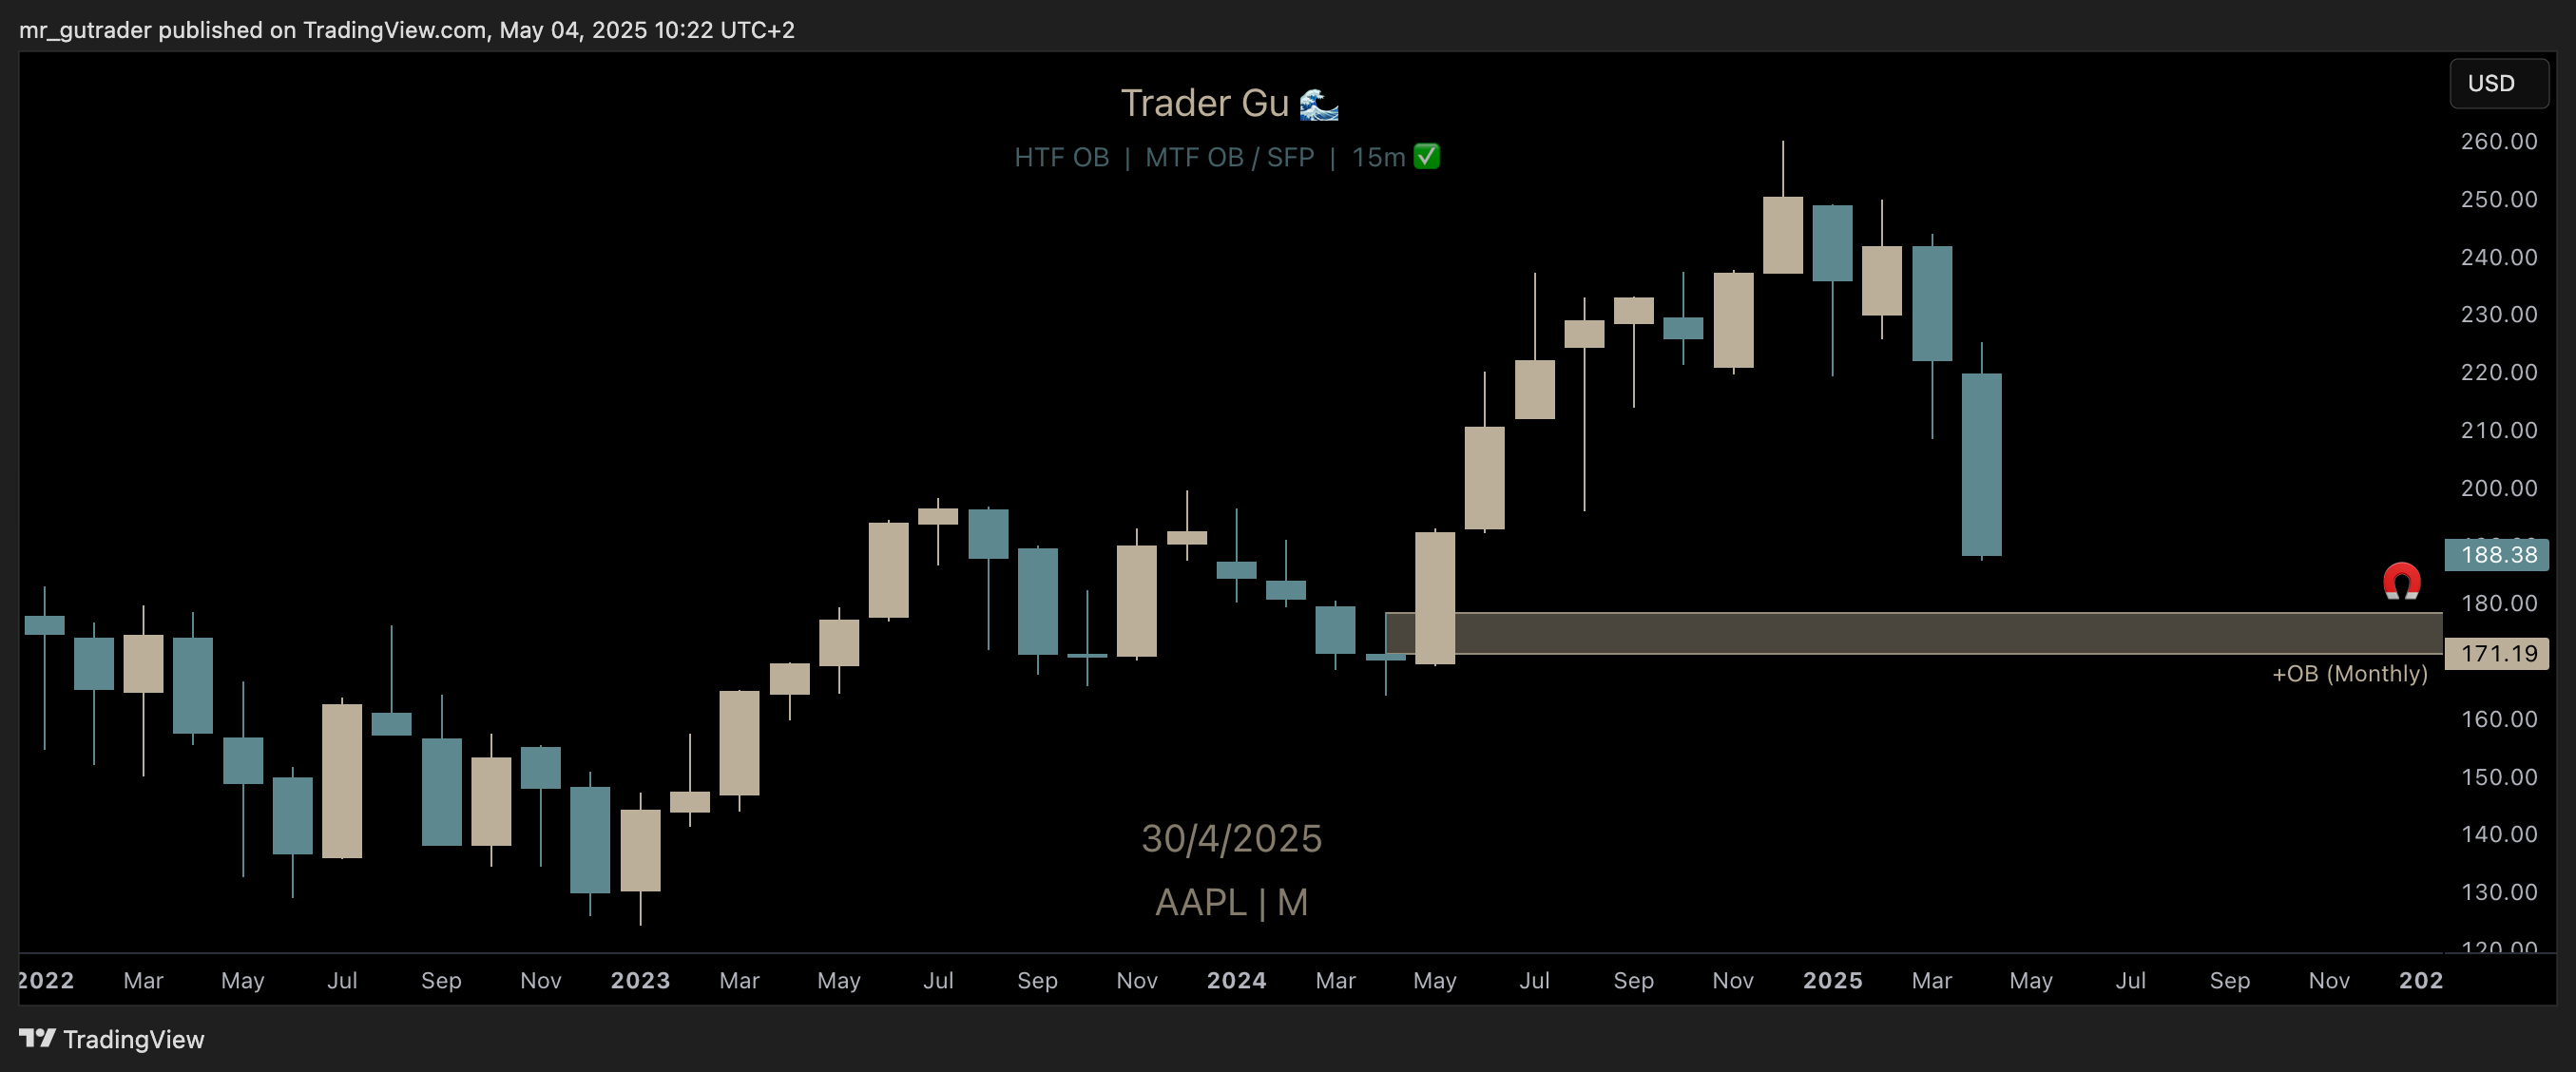 mr_gutrader published on TradingView.com, May 04, 2025 10:22 UTC+2
USD
Trader Gu 🌊
HTF OB | MTF OB / SFP | 15m ✅
260.00
250.00
240.00
230.00
220.00
210.00
200.00
188.38
180.00
171.19
+OB (Monthly)
160.00
150.00
140.00
130.00
120.00
30/4/2025
AAPL | M
2022 Mar May Jul Sep Nov 2023 Mar May Jul Sep Nov 2024 Mar May Jul Sep Nov 2025 Mar May Jul Sep Nov 202
TradingView